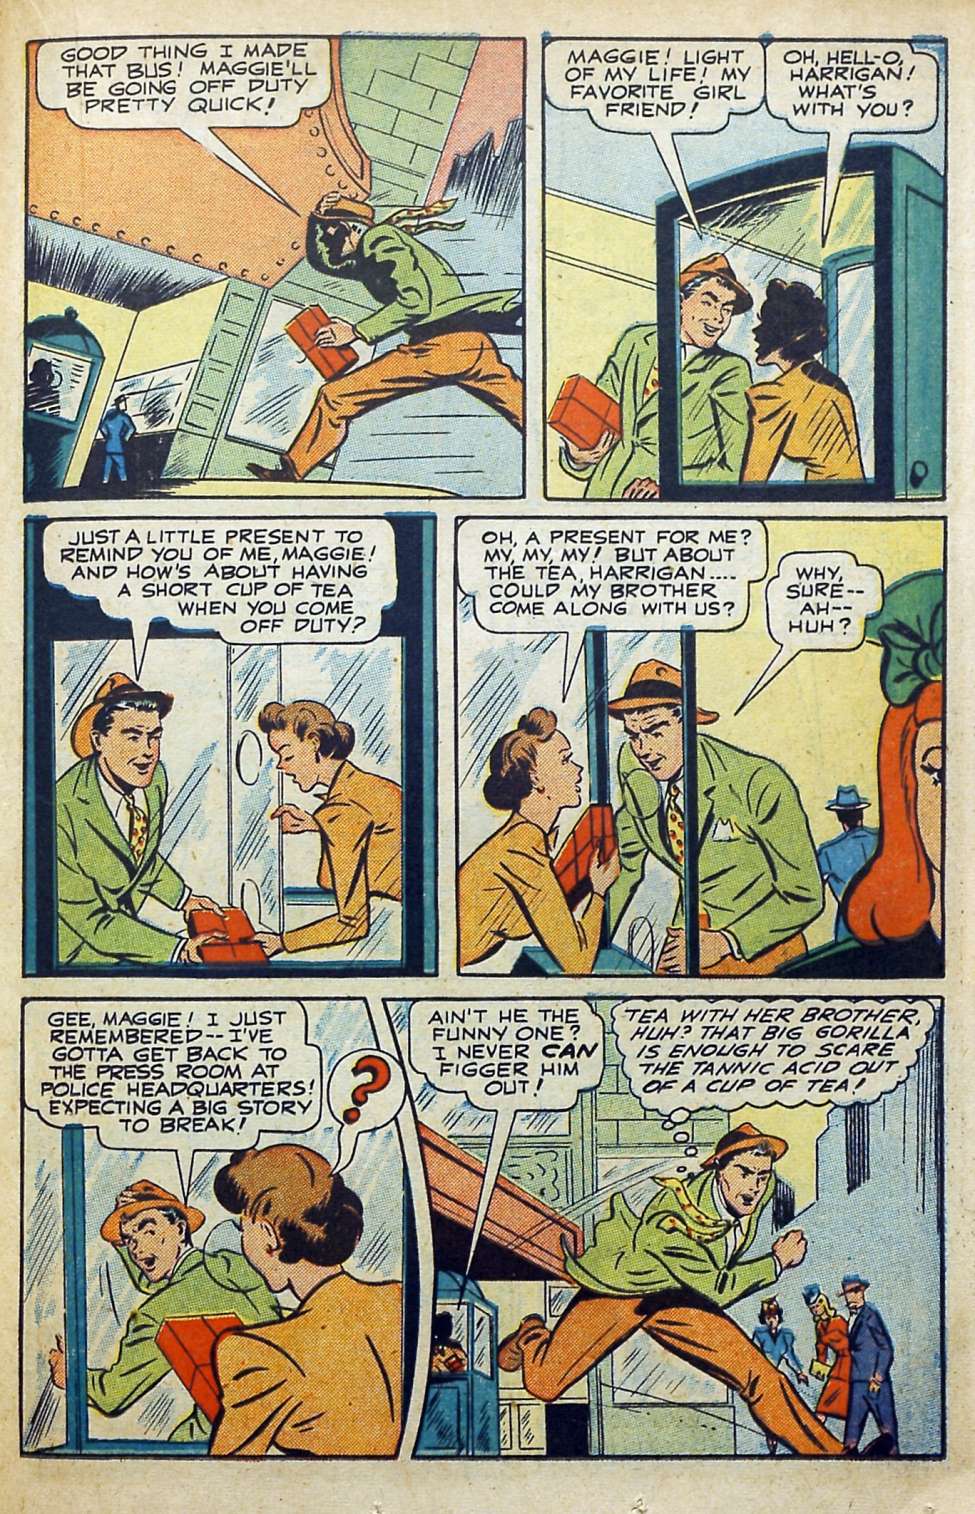 GOOD THING I MADE
THAT BUS! MAGGIE'LL
BE GOING OFF DUTY
PRETTY QUICK!
MAGGIE! LIGHT
OF MY LIFE! MY
FAVORITE GIRL
FRIEND!
OH, HELL-O,
HARRIGAN!
WHAT'S
WITH YOU?
JUST A LITTLE PRESENT TO
REMIND YOU OF ME, MAGGIE!
AND HOW'S ABOUT HAVING
A SHORT CUP OF TEA
WHEN YOU COME
OFF DUTY?
OH, A PRESENT FOR ME?
MY, MY, MY! BUT ABOUT
THE TEA, HARRIGAN....
COULD MY BROTHER
COME ALONG WITH US?
WHY,
SURE--
AH--
HUH?
GEE, MAGGIE! I JUST
REMEMBERED--I'VE
GOTTA GET BACK TO
THE PRESS ROOM AT
POLICE HEADQUARTERS!
EXPECTING A BIG STORY
TO BREAK!
?
AIN'T HE THE
FUNNY ONE?
I NEVER CAN
FIGGER HIM
OUT!
TEA WITH HER BROTHER,
HUH? THAT BIG GORILLA
IS ENOUGH TO SCARE
THE TANNIC ACID OUT
OF A CUP OF TEA!